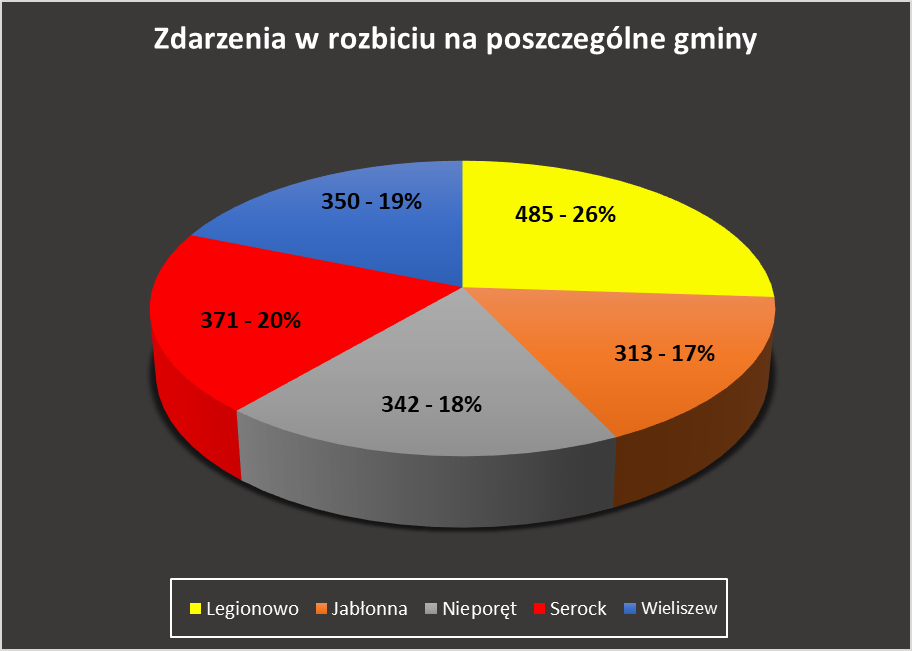 Zdarzenia w rozbiciu na poszczególne gminy
350 - 19%
485 - 26%
371 - 20%
313 - 17%
342 - 18%
Legionowo Jabłonna Nieporęt Serock Wieliszew